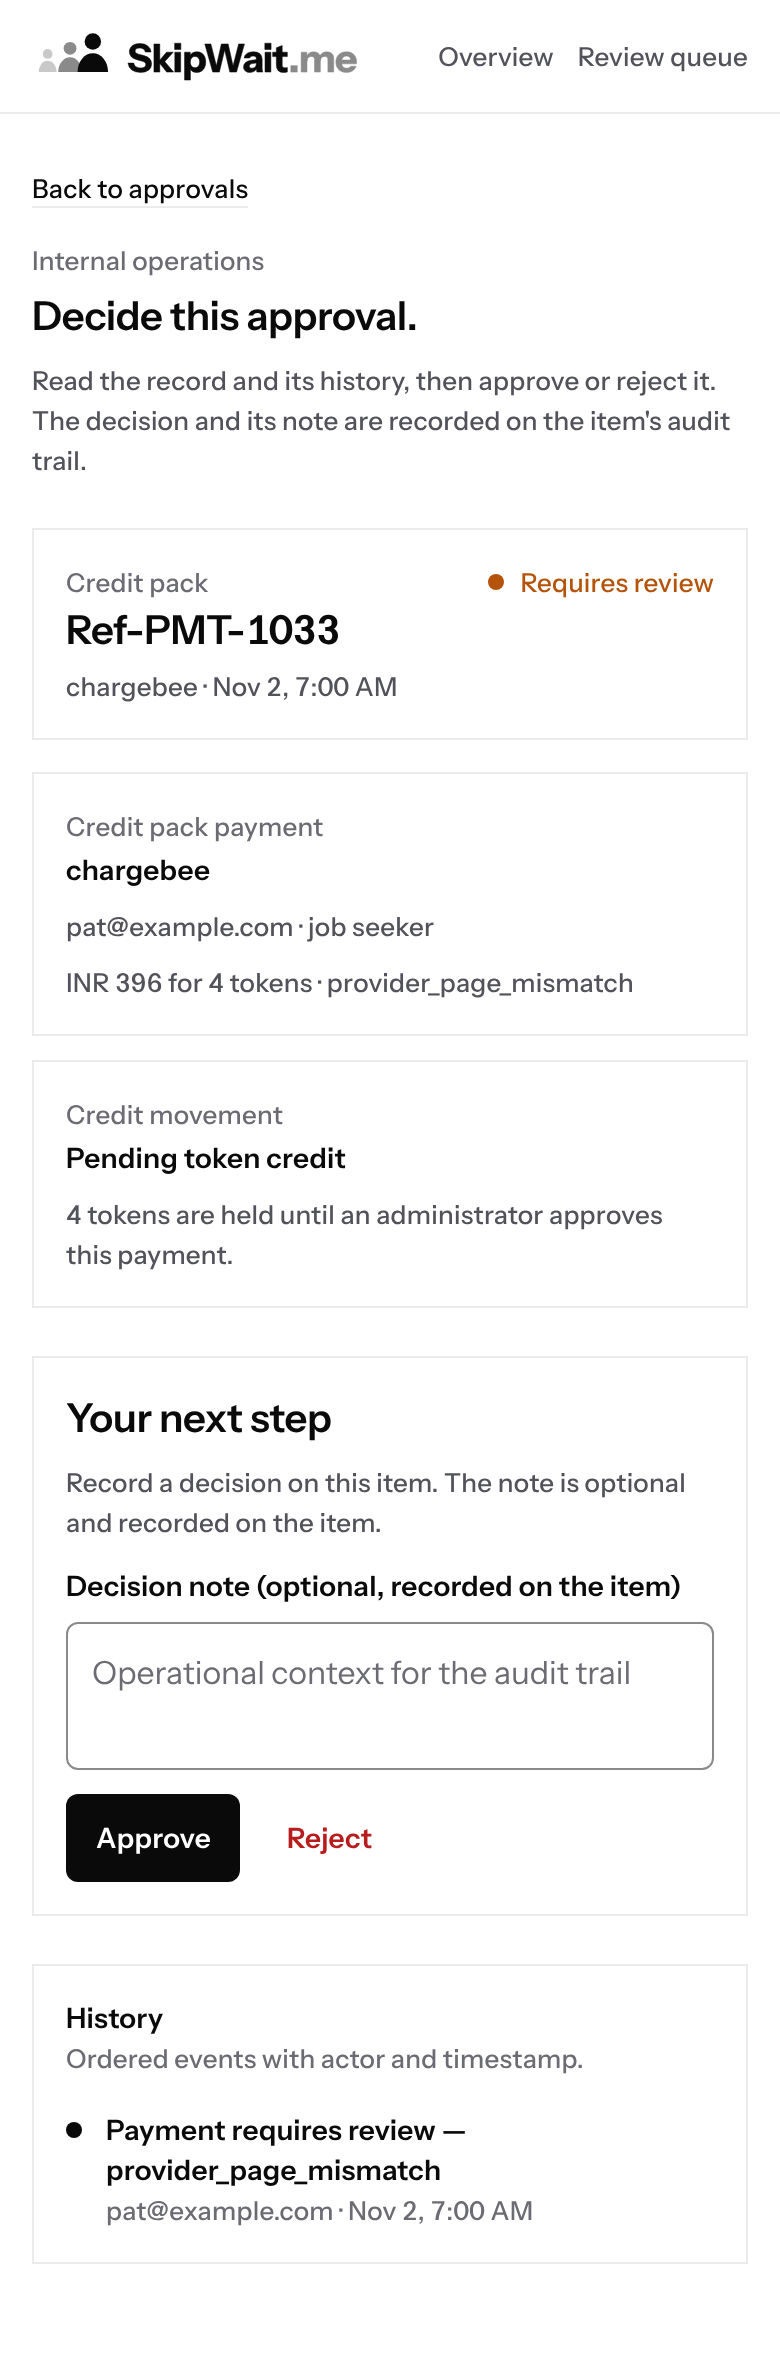 SkipWait.me
Overview
Review queue
Back to approvals
Internal operations
Decide this approval.
Read the record and its history, then approve or reject it.
The decision and its note are recorded on the item's audit
trail.
Credit pack
Requires review
Ref-PMT-1033
chargebee · Nov 2, 7:00 AM
Credit pack payment
chargebee
pat@example.com · job seeker
INR 396 for 4 tokens · provider_page_mismatch
Credit movement
Pending token credit
4 tokens are held until an administrator approves
this payment.
Your next step
Record a decision on this item. The note is optional
and recorded on the item.
Decision note (optional, recorded on the item)
Operational context for the audit trail
Approve
Reject
History
Ordered events with actor and timestamp.
Payment requires review —
provider_page_mismatch
pat@example.com · Nov 2, 7:00 AM